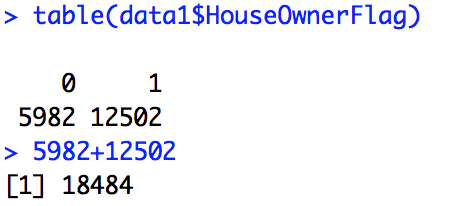 > table(data1$HouseOwnerFlag)
0 1
5982 12502
> 5982+12502
[1] 18484